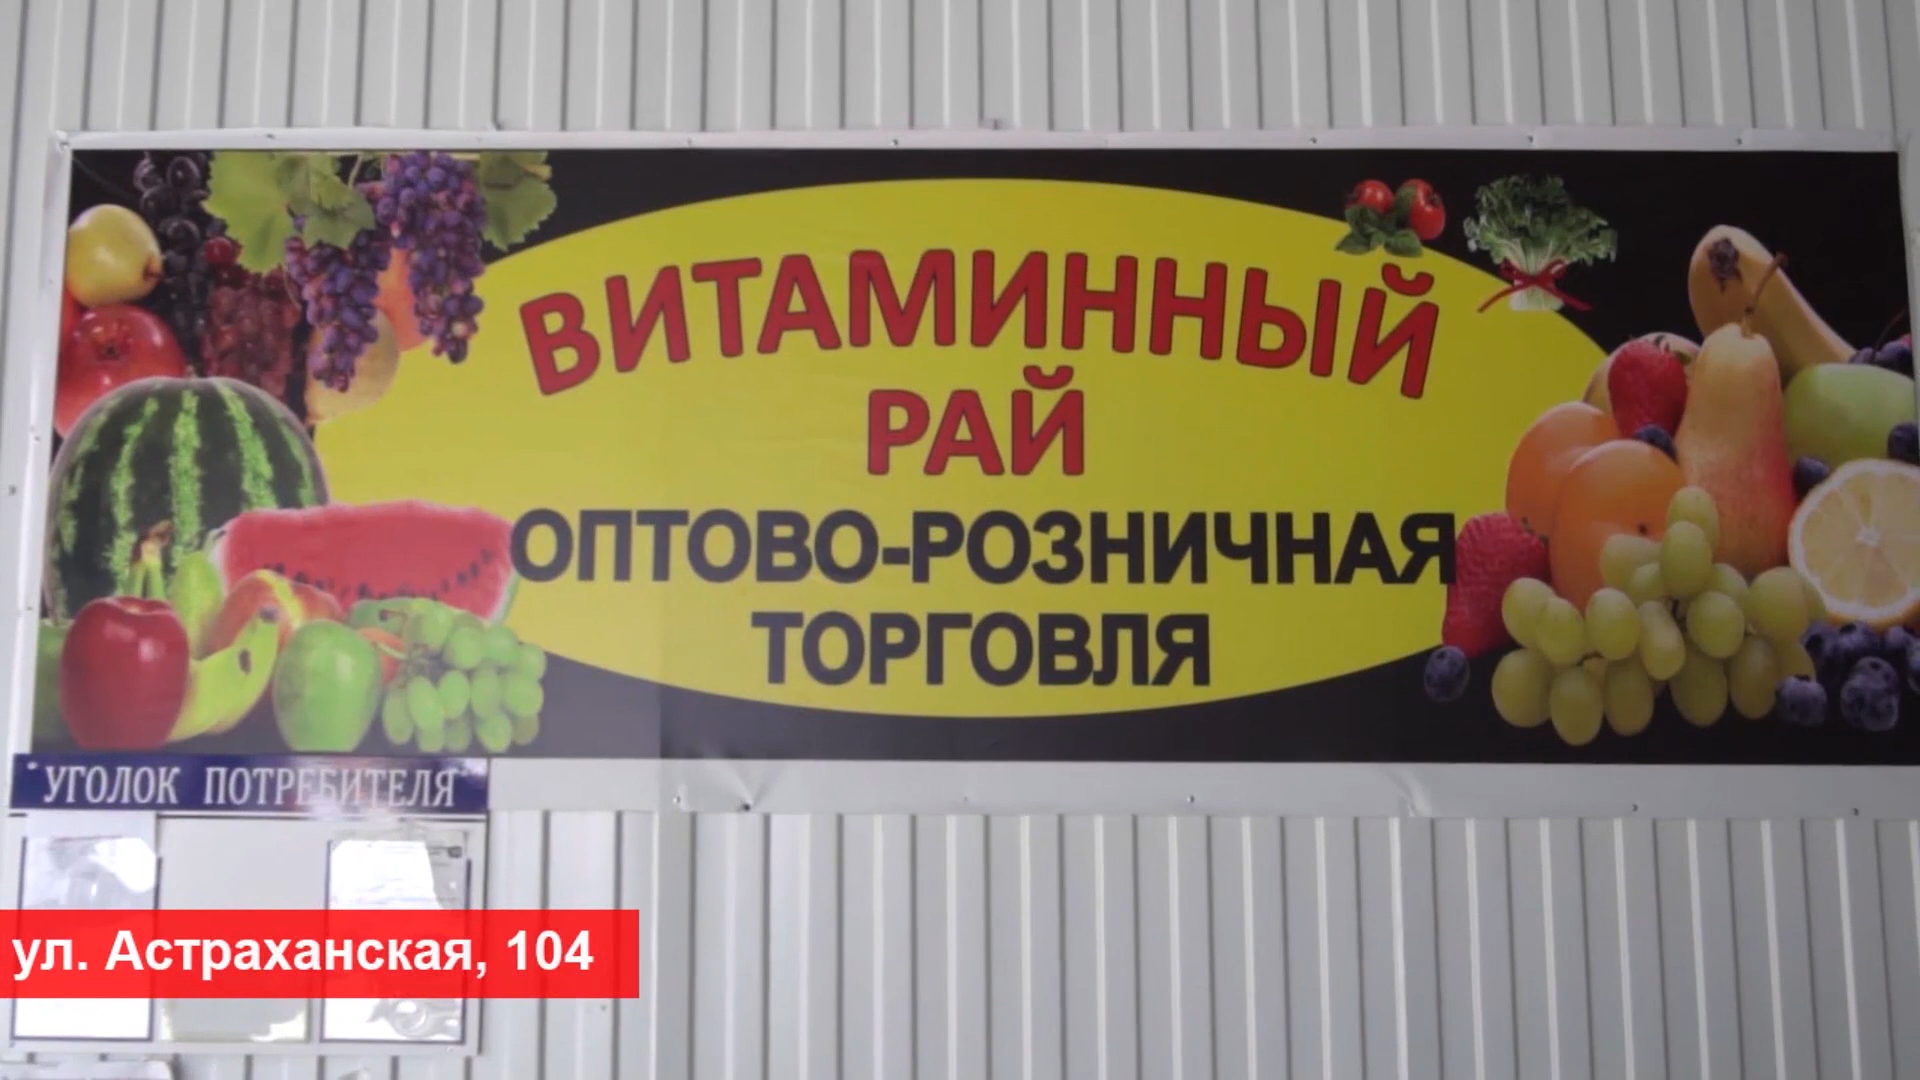 ВИТАМИННЫЙ
РАЙ
ОПТОВО-РОЗНИЧНАЯ
ТОРГОВЛЯ
УГОЛОК ПОТРЕБИТЕЛЯ
ул. Астраханская, 104